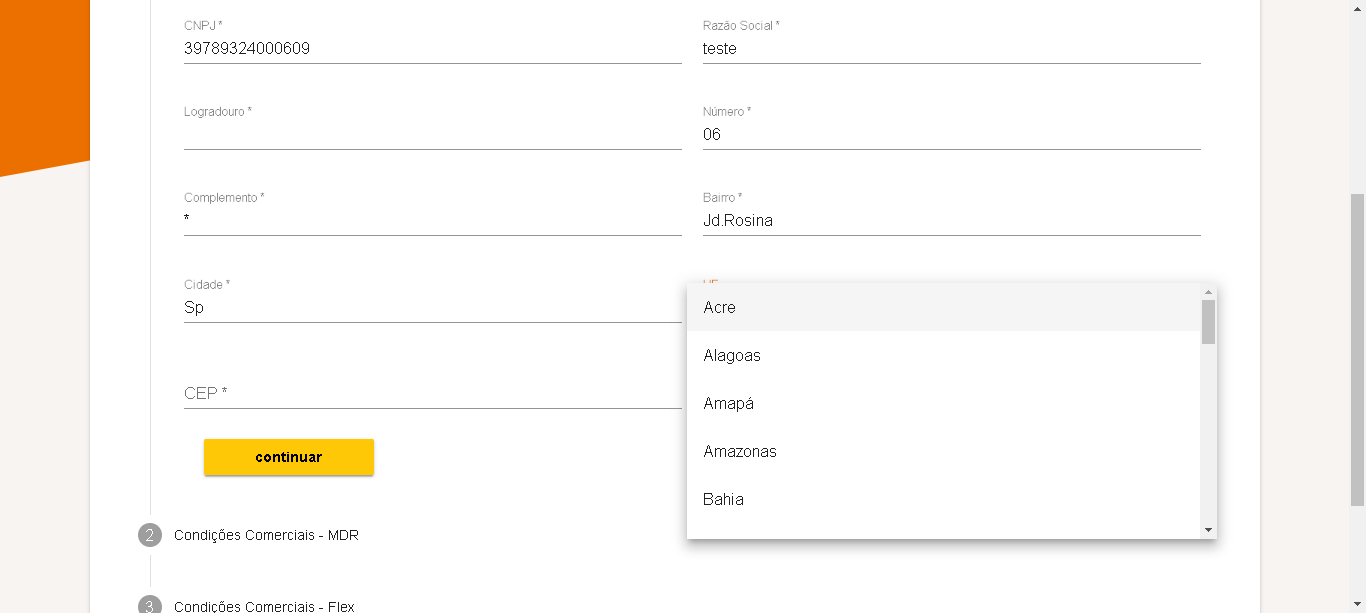 CNPJ *
39789324000609
Razão Social *
teste
Logradouro *
Número *
06
Complemento *
*
Bairro *
Jd.Rosina
Cidade *
Sp
Acre
Alagoas
Amapá
Amazonas
Bahia
CEP *
continuar
2 Condições Comerciais - MDR
3 Condições Comerciais - Flex